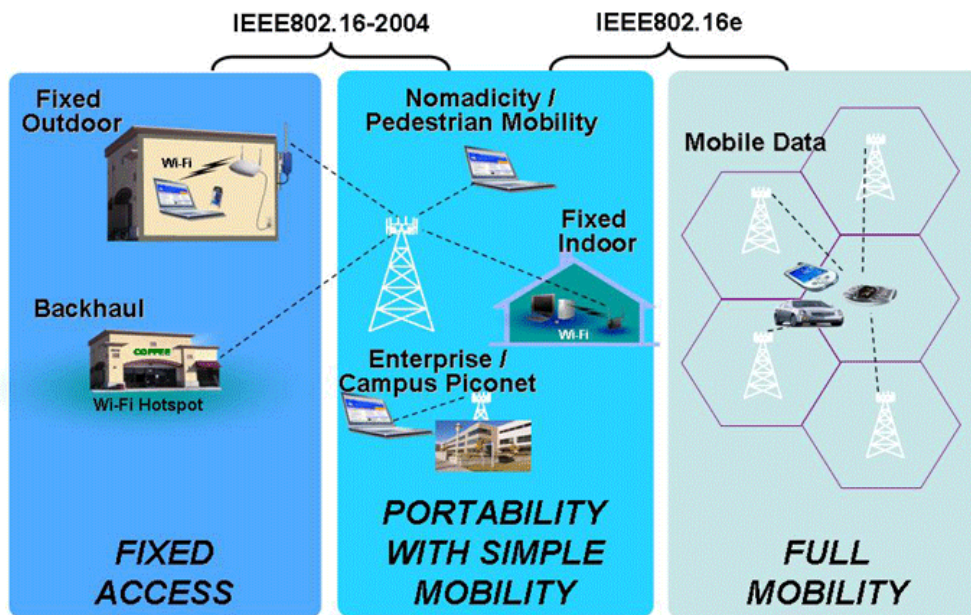 IEEE802.16-2004
IEEE802.16e
Fixed
Outdoor
Wi-Fi
Backhaul
COFFEE
Wi-Fi Hotspot
FIXED
ACCESS
Nomadicity /
Pedestrian Mobility
Fixed
Indoor
Wi-Fi
Enterprise /
Campus Piconet
PORTABILITY
WITH SIMPLE
MOBILITY
Mobile Data
FULL
MOBILITY